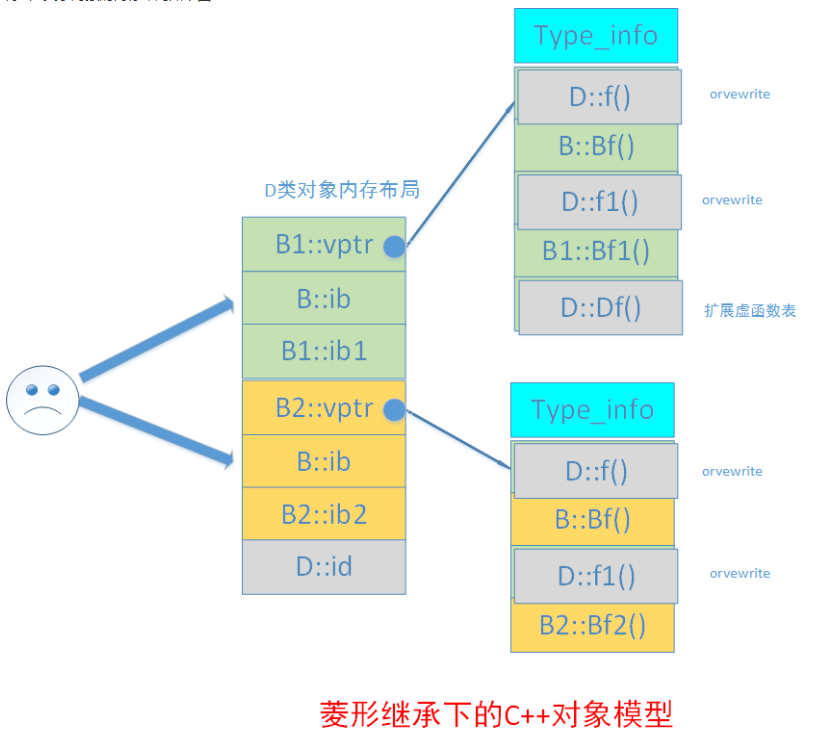 Type_info
D::f()
orvewrite
B::Bf()
D::f1()
orvewrite
B1::Bf1()
D::Df()
扩展虚函数表
D类对象内存布局
B1::vptr
B::ib
B1::ib1
B2::vptr
B::ib
B2::ib2
D::id
Type_info
D::f()
orvewrite
B::Bf()
D::f1()
orvewrite
B2::Bf2()
菱形继承下的C++对象模型